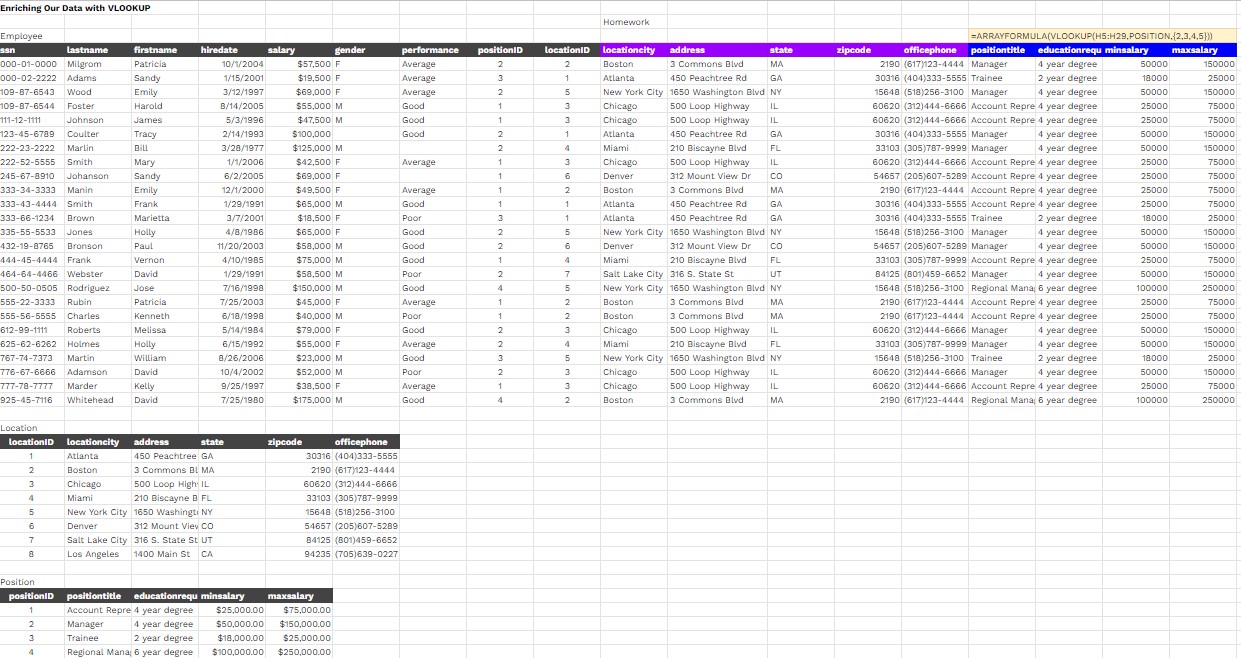 Enriching Our Data with VLOOKUP
Homework
Employee =ARRAYFORMULA(VLOOKUP(H5:H29,POSITION,{2,3,4,5}))
ssn lastname firstname hiredate salary gender performance positionID locationID locationcity address state zipcode officephone positiontitle educationrequ minsalary maxsalary
000-01-0000 Milgrom Patricia 10/1/2004 $57,500 F Average 2 2 Boston 3 Commons Blvd MA 2190 (617)123-4444 Manager 4 year degree 50000 150000
000-02-2222 Adams Sandy 1/15/2001 $19,500 F Average 3 1 Atlanta 450 Peachtree Rd GA 30316 (404)333-5555 Trainee 2 year degree 18000 25000
109-87-6543 Wood Emily 3/12/1997 $69,000 F Average 2 5 New York City 1650 Washington Blvd NY 15648 (518)256-3100 Manager 4 year degree 50000 150000
109-87-6544 Foster Harold 8/14/2005 $55,000 M Good 1 3 Chicago 500 Loop Highway IL 60620 (312)444-6666 Account Repre 4 year degree 25000 75000
111-12-1111 Johnson James 5/3/1996 $47,500 M Good 1 3 Chicago 500 Loop Highway IL 60620 (312)444-6666 Account Repre 4 year degree 25000 75000
123-45-6789 Coulter Tracy 2/14/1993 $100,000 Good 2 1 Atlanta 450 Peachtree Rd GA 30316 (404)333-5555 Manager 4 year degree 50000 150000
222-23-2222 Marlin Bill 3/28/1977 $125,000 M 2 4 Miami 210 Biscayne Blvd FL 33103 (305)787-9999 Manager 4 year degree 50000 150000
222-52-5555 Smith Mary 1/1/2006 $42,500 F Average 1 3 Chicago 500 Loop Highway IL 60620 (312)444-6666 Account Repre 4 year degree 25000 75000
245-67-8910 Johanson Sandy 6/2/2005 $69,000 F 1 6 Denver 312 Mount View Dr CO 54657 (205)607-5289 Account Repre 4 year degree 25000 75000
333-34-3333 Manin Emily 12/1/2000 $49,500 F Average 1 2 Boston 3 Commons Blvd MA 2190 (617)123-4444 Account Repre 4 year degree 25000 75000
333-43-4444 Smith Frank 1/29/1991 $65,000 M Good 1 1 Atlanta 450 Peachtree Rd GA 30316 (404)333-5555 Account Repre 4 year degree 25000 75000
333-66-1234 Brown Marietta 3/7/2001 $18,500 F Poor 3 1 Atlanta 450 Peachtree Rd GA 30316 (404)333-5555 Trainee 2 year degree 18000 25000
335-55-5533 Jones Holly 4/8/1986 $65,000 F Good 2 5 New York City 1650 Washington Blvd NY 15648 (518)256-3100 Manager 4 year degree 50000 150000
432-19-8765 Bronson Paul 11/20/2003 $58,000 M Good 2 6 Denver 312 Mount View Dr CO 54657 (205)607-5289 Manager 4 year degree 50000 150000
444-45-4444 Frank Vernon 4/10/1985 $75,000 M Good 1 4 Miami 210 Biscayne Blvd FL 33103 (305)787-9999 Account Repre 4 year degree 25000 75000
464-64-4466 Webster David 1/29/1991 $58,500 M Poor 2 7 Salt Lake City 316 S. State St UT 84125 (801)459-6652 Manager 4 year degree 50000 150000
500-50-0505 Rodriguez Jose 7/16/1998 $150,000 M Good 4 5 New York City 1650 Washington Blvd NY 15648 (518)256-3100 Regional Mana 6 year degree 100000 250000
555-22-3333 Rubin Patricia 7/25/2003 $45,000 F Average 1 2 Boston 3 Commons Blvd MA 2190 (617)123-4444 Account Repre 4 year degree 25000 75000
555-56-5555 Charles Kenneth 6/18/1998 $40,000 M Poor 1 2 Boston 3 Commons Blvd MA 2190 (617)123-4444 Account Repre 4 year degree 25000 75000
612-99-1111 Roberts Melissa 5/14/1984 $79,000 F Good 2 3 Chicago 500 Loop Highway IL 60620 (312)444-6666 Manager 4 year degree 50000 150000
625-62-6262 Holmes Holly 6/15/1992 $55,000 F Average 2 4 Miami 210 Biscayne Blvd FL 33103 (305)787-9999 Manager 4 year degree 50000 150000
767-74-7373 Martin William 8/26/2006 $23,000 M Good 3 5 New York City 1650 Washington Blvd NY 15648 (518)256-3100 Trainee 2 year degree 18000 25000
776-67-6666 Adamson David 10/4/2002 $52,000 M Poor 2 3 Chicago 500 Loop Highway IL 60620 (312)444-6666 Manager 4 year degree 50000 150000
777-78-7777 Marder Kelly 9/25/1997 $38,500 F Average 1 3 Chicago 500 Loop Highway IL 60620 (312)444-6666 Account Repre 4 year degree 25000 75000
925-45-7116 Whitehead David 7/25/1980 $175,000 M Good 4 2 Boston 3 Commons Blvd MA 2190 (617)123-4444 Regional Mana 6 year degree 100000 250000
Location
locationID locationcity address state zipcode officephone
1 Atlanta 450 Peachtree GA 30316 (404)333-5555
2 Boston 3 Commons Bl MA 2190 (617)123-4444
3 Chicago 500 Loop High IL 60620 (312)444-6666
4 Miami 210 Biscayne B FL 33103 (305)787-9999
5 New York City 1650 Washingt NY 15648 (518)256-3100
6 Denver 312 Mount View CO 54657 (205)607-5289
7 Salt Lake City 316 S. State St UT 84125 (801)459-6652
8 Los Angeles 1400 Main St CA 94235 (705)639-0227
Position
positionID positiontitle educationrequ minsalary maxsalary
1 Account Repre 4 year degree $25,000.00 $75,000.00
2 Manager 4 year degree $50,000.00 $150,000.00
3 Trainee 2 year degree $18,000.00 $25,000.00
4 Regional Mana 6 year degree $100,000.00 $250,000.00